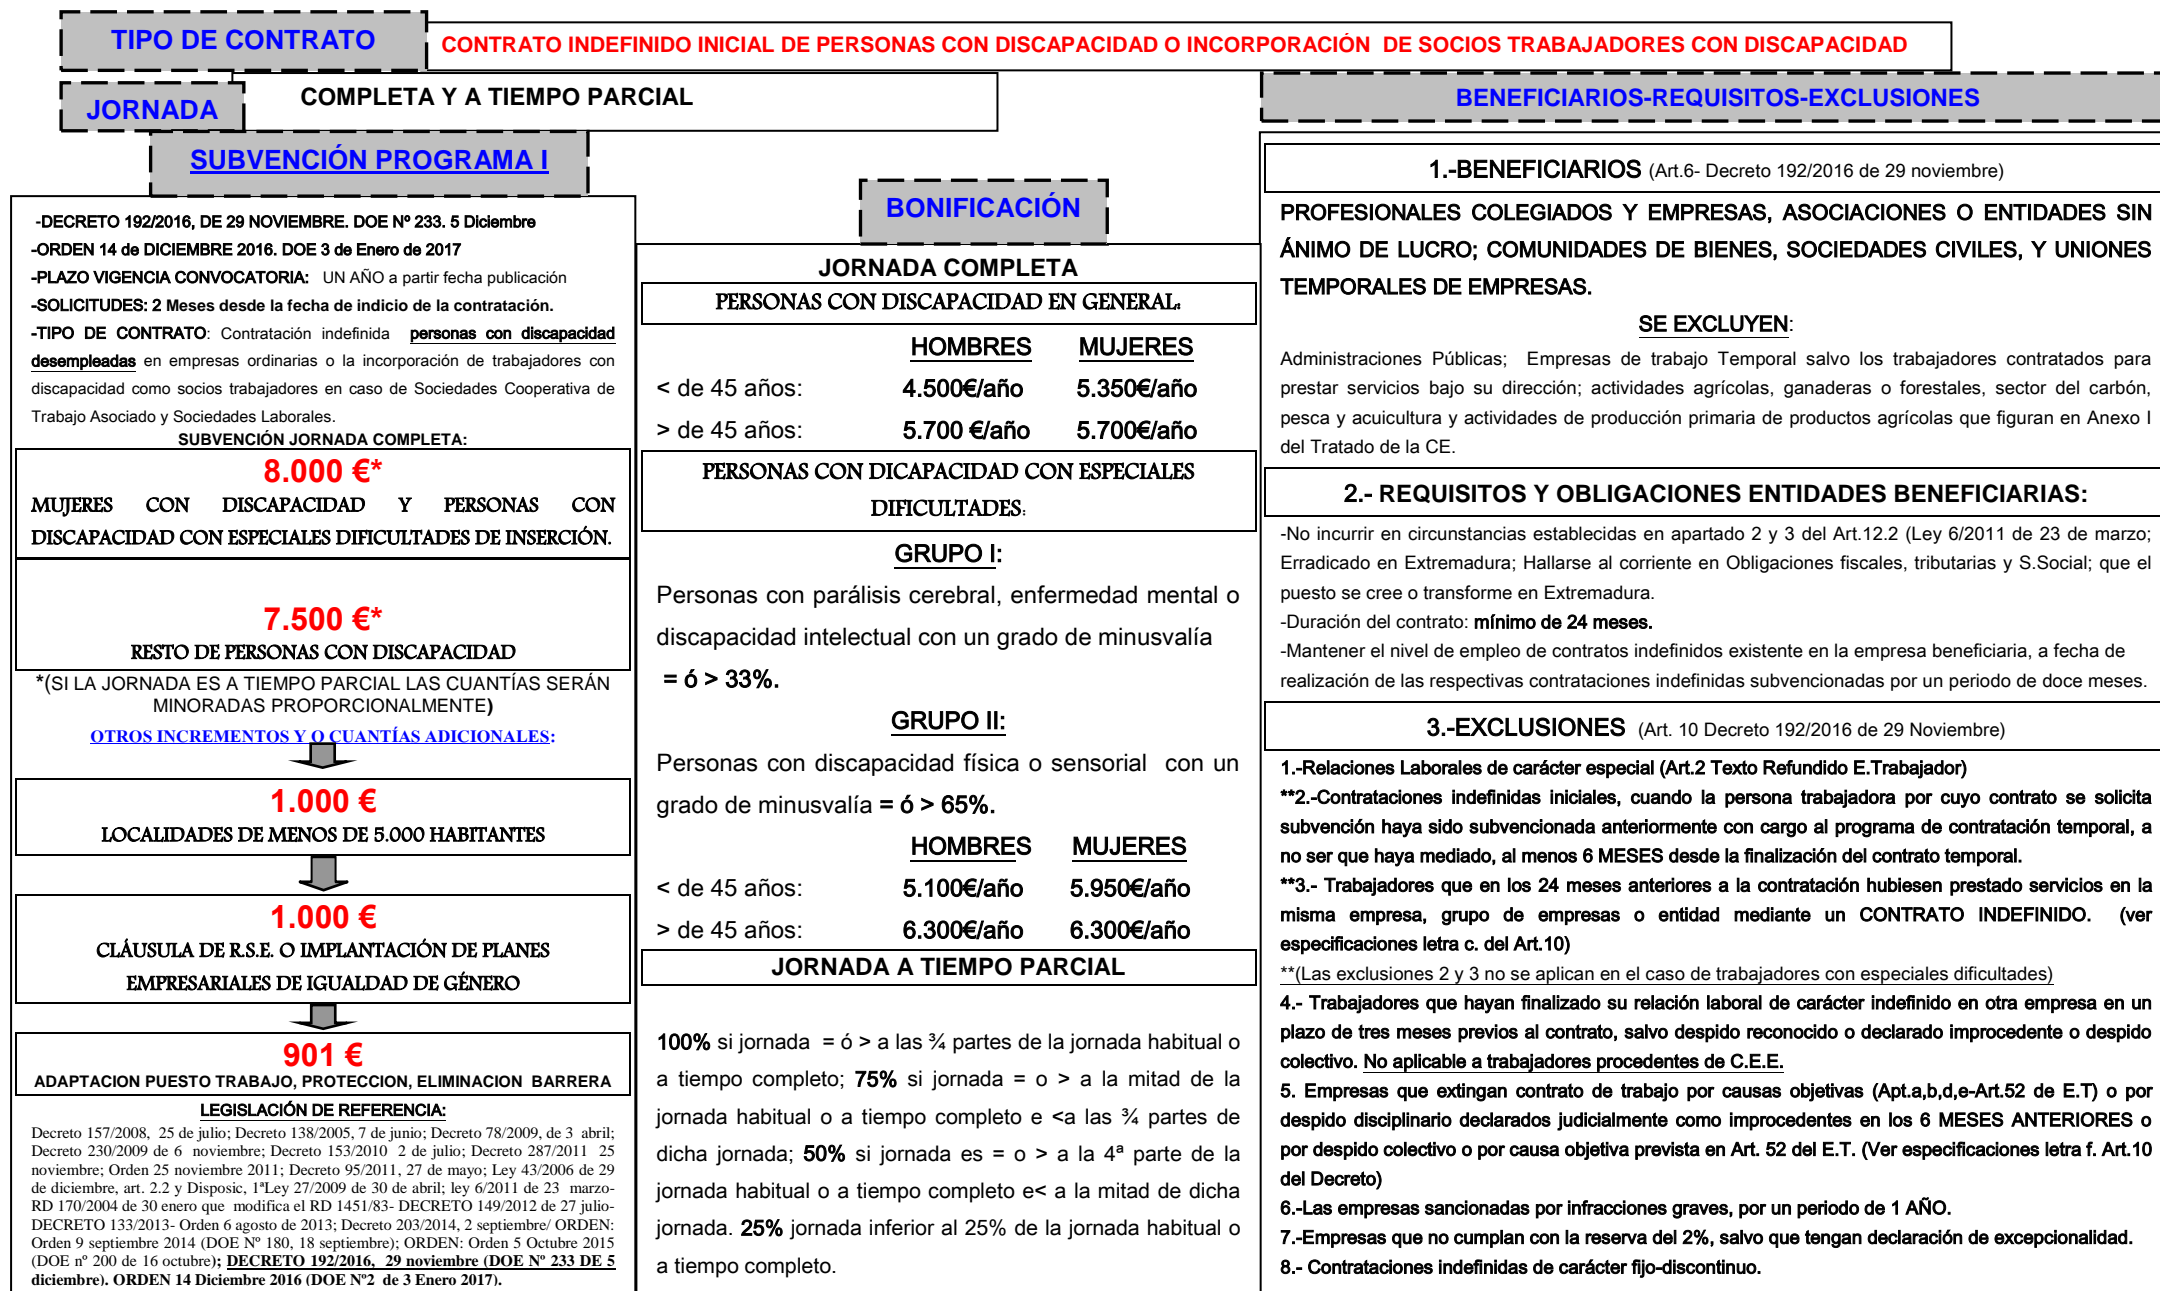 TIPO DE CONTRATO
CONTRATO INDEFINIDO INICIAL DE PERSONAS CON DISCAPACIDAD O INCORPORACIÓN DE SOCIOS TRABAJADORES CON DISCAPACIDAD
JORNADA
COMPLETA Y A TIEMPO PARCIAL
SUBVENCIÓN PROGRAMA I
-DECRETO 192/2016, DE 29 NOVIEMBRE. DOE Nº 233. 5 Diciembre
-ORDEN 14 de DICIEMBRE 2016. DOE 3 de Enero de 2017
-PLAZO VIGENCIA CONVOCATORIA: UN AÑO a partir fecha publicación
-SOLICITUDES: 2 Meses desde la fecha de indicio de la contratación.
-TIPO DE CONTRATO: Contratación indefinida personas con discapacidad
desempleadas en empresas ordinarias o la incorporación de trabajadores con
discapacidad como socios trabajadores en caso de Sociedades Cooperativa de
Trabajo Asociado y Sociedades Laborales.
SUBVENCIÓN JORNADA COMPLETA:
8.000 €*
MUJERES CON DISCAPACIDAD Y PERSONAS CON
DISCAPACIDAD CON ESPECIALES DIFICULTADES DE INSERCIÓN.
7.500 €*
RESTO DE PERSONAS CON DISCAPACIDAD
*(SI LA JORNADA ES A TIEMPO PARCIAL LAS CUANTÍAS SERÁN
MINORADAS PROPORCIONALMENTE)
OTROS INCREMENTOS Y O CUANTÍAS ADICIONALES:
1.000 €
LOCALIDADES DE MENOS DE 5.000 HABITANTES
1.000 €
CLÁUSULA DE R.S.E. O IMPLANTACIÓN DE PLANES
EMPRESARIALES DE IGUALDAD DE GÉNERO
901 €
ADAPTACION PUESTO TRABAJO, PROTECCION, ELIMINACION BARRERA
LEGISLACIÓN DE REFERENCIA:
Decreto 157/2008, 25 de julio; Decreto 138/2005, 7 de junio; Decreto 78/2009, de 3 abril;
Decreto 230/2009 de 6 noviembre; Decreto 153/2010 2 de julio; Decreto 287/2011 25
noviembre; Orden 25 noviembre 2011; Decreto 95/2011, 27 de mayo; Ley 43/2006 de 29
de diciembre, art. 2.2 y Disposic, 1ªLey 27/2009 de 30 de abril; ley 6/2011 de 23 marzo-
RD 170/2004 de 30 enero que modifica el RD 1451/83- DECRETO 149/2012 de 27 julio-
DECRETO 133/2013- Orden 6 agosto de 2013; Decreto 203/2014, 2 septiembre/ ORDEN:
Orden 9 septiembre 2014 (DOE Nº 180, 18 septiembre); ORDEN: Orden 5 Octubre 2015
(DOE nº 200 de 16 octubre); DECRETO 192/2016, 29 noviembre (DOE Nº 233 DE 5
diciembre). ORDEN 14 Diciembre 2016 (DOE Nº2 de 3 Enero 2017).
BONIFICACIÓN
JORNADA COMPLETA
PERSONAS CON DISCAPACIDAD EN GENERAL:
HOMBRES MUJERES
< de 45 años: 4.500€/año 5.350€/año
> de 45 años: 5.700 €/año 5.700€/año
PERSONAS CON DICAPACIDAD CON ESPECIALES
DIFICULTADES:
GRUPO I:
Personas con parálisis cerebral, enfermedad mental o
discapacidad intelectual con un grado de minusvalía
= ó > 33%.
GRUPO II:
Personas con discapacidad física o sensorial con un
grado de minusvalía = ó > 65%.
HOMBRES MUJERES
< de 45 años: 5.100€/año 5.950€/año
> de 45 años: 6.300€/año 6.300€/año
JORNADA A TIEMPO PARCIAL
100% si jornada = ó > a las ¾ partes de la jornada habitual o
a tiempo completo; 75% si jornada = o > a la mitad de la
jornada habitual o a tiempo completo e <a las ¾ partes de
dicha jornada; 50% si jornada es = o > a la 4ª parte de la
jornada habitual o a tiempo completo e< a la mitad de dicha
jornada. 25% jornada inferior al 25% de la jornada habitual o
a tiempo completo.
BENEFICIARIOS-REQUISITOS-EXCLUSIONES
1.-BENEFICIARIOS (Art.6- Decreto 192/2016 de 29 noviembre)
PROFESIONALES COLEGIADOS Y EMPRESAS, ASOCIACIONES O ENTIDADES SIN
ÁNIMO DE LUCRO; COMUNIDADES DE BIENES, SOCIEDADES CIVILES, Y UNIONES
TEMPORALES DE EMPRESAS.
SE EXCLUYEN:
Administraciones Públicas; Empresas de trabajo Temporal salvo los trabajadores contratados para
prestar servicios bajo su dirección; actividades agrícolas, ganaderas o forestales, sector del carbón,
pesca y acuicultura y actividades de producción primaria de productos agrícolas que figuran en Anexo I
del Tratado de la CE.
2.- REQUISITOS Y OBLIGACIONES ENTIDADES BENEFICIARIAS:
-No incurrir en circunstancias establecidas en apartado 2 y 3 del Art.12.2 (Ley 6/2011 de 23 de marzo;
Erradicado en Extremadura; Hallarse al corriente en Obligaciones fiscales, tributarias y S.Social; que el
puesto se cree o transforme en Extremadura.
-Duración del contrato: mínimo de 24 meses.
-Mantener el nivel de empleo de contratos indefinidos existente en la empresa beneficiaria, a fecha de
realización de las respectivas contrataciones indefinidas subvencionadas por un periodo de doce meses.
3.-EXCLUSIONES (Art. 10 Decreto 192/2016 de 29 Noviembre)
1.-Relaciones Laborales de carácter especial (Art.2 Texto Refundido E.Trabajador)
**2.-Contrataciones indefinidas iniciales, cuando la persona trabajadora por cuyo contrato se solicita
subvención haya sido subvencionada anteriormente con cargo al programa de contratación temporal, a
no ser que haya mediado, al menos 6 MESES desde la finalización del contrato temporal.
**3.- Trabajadores que en los 24 meses anteriores a la contratación hubiesen prestado servicios en la
misma empresa, grupo de empresas o entidad mediante un CONTRATO INDEFINIDO. (ver
especificaciones letra c. del Art.10)
**(Las exclusiones 2 y 3 no se aplican en el caso de trabajadores con especiales dificultades)
4.- Trabajadores que hayan finalizado su relación laboral de carácter indefinido en otra empresa en un
plazo de tres meses previos al contrato, salvo despido reconocido o declarado improcedente o despido
colectivo. No aplicable a trabajadores procedentes de C.E.E.
5. Empresas que extingan contrato de trabajo por causas objetivas (Apt.a,b,d,e-Art.52 de E.T) o por
despido disciplinario declarados judicialmente como improcedentes en los 6 MESES ANTERIORES o
por despido colectivo o por causa objetiva prevista en Art. 52 del E.T. (Ver especificaciones letra f. Art.10
del Decreto)
6.-Las empresas sancionadas por infracciones graves, por un periodo de 1 AÑO.
7.-Empresas que no cumplan con la reserva del 2%, salvo que tengan declaración de excepcionalidad.
8.- Contrataciones indefinidas de carácter fijo-discontinuo.